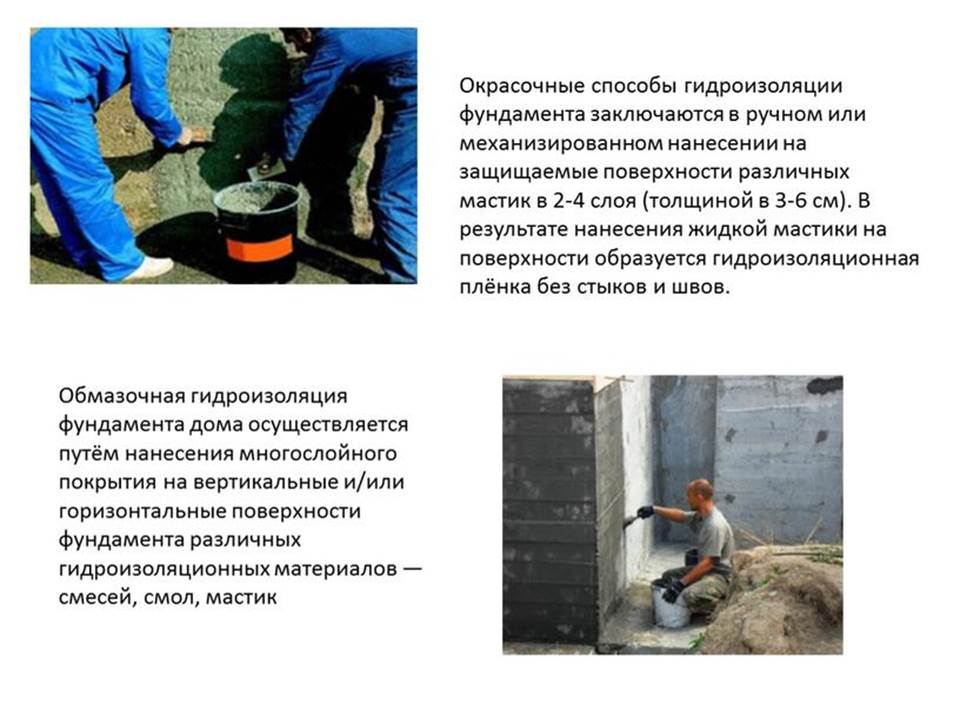 Окрасочные способы гидроизоляции
фундамента заключаются в ручном или
механизированном нанесении на
защищаемые поверхности различных
мастик в 2-4 слоя (толщиной в 3-6 см). В
результате нанесения жидкой мастики на
поверхности образуется гидроизоляционная
плёнка без стыков и швов.
Обмазочная гидроизоляция
фундамента дома осуществляется
путём нанесения многослойного
покрытия на вертикальные и/или
горизонтальные поверхности
фундамента различных
гидроизоляционных материалов —
смесей, смол, мастик